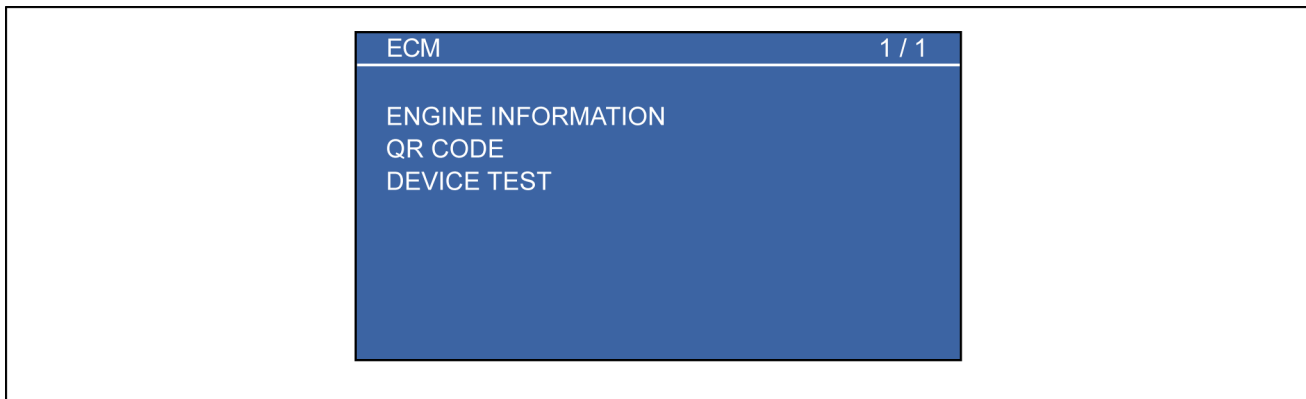 ECM 1 / 1
ENGINE INFORMATION
QR CODE
DEVICE TEST